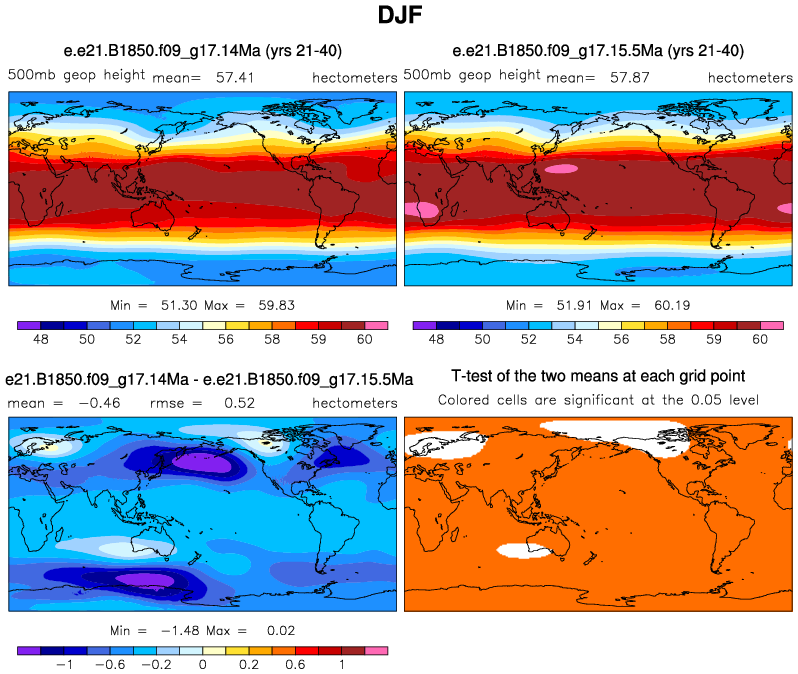 DJF
e.e21.B1850.f09_g17.14Ma (yrs 21-40)
500mb geop height mean= 57.41 hectometers
Min = 51.30 Max = 59.83
48 50 52 54 56 58 59 60
e.e21.B1850.f09_g17.15.5Ma (yrs 21-40)
500mb geop height mean= 57.87 hectometers
Min = 51.91 Max = 60.19
48 50 52 54 56 58 59 60
e21.B1850.f09_g17.14Ma - e.e21.B1850.f09_g17.15.5Ma
mean = -0.46 rmse = 0.52 hectometers
Min = -1.48 Max = 0.02
-1 -0.6 -0.2 0 0.2 0.6 1
T-test of the two means at each grid point
Colored cells are significant at the 0.05 level